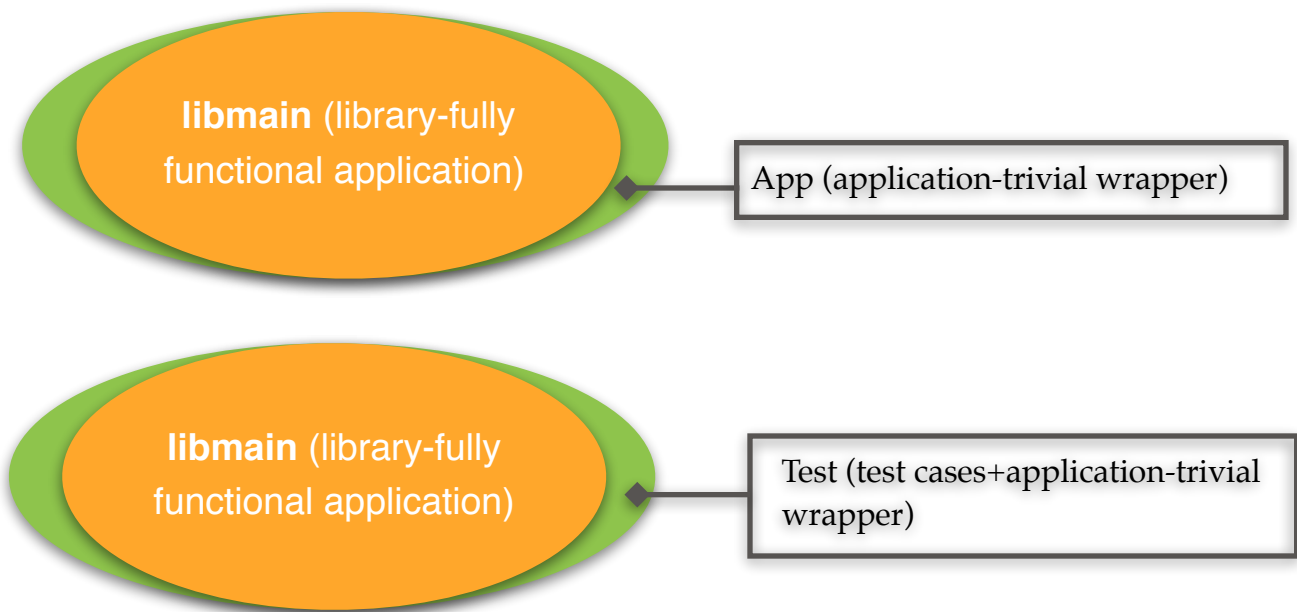 libmain (library-fully
functional application)
App (application-trivial wrapper)
libmain (library-fully
functional application)
Test (test cases+application-trivial
wrapper)